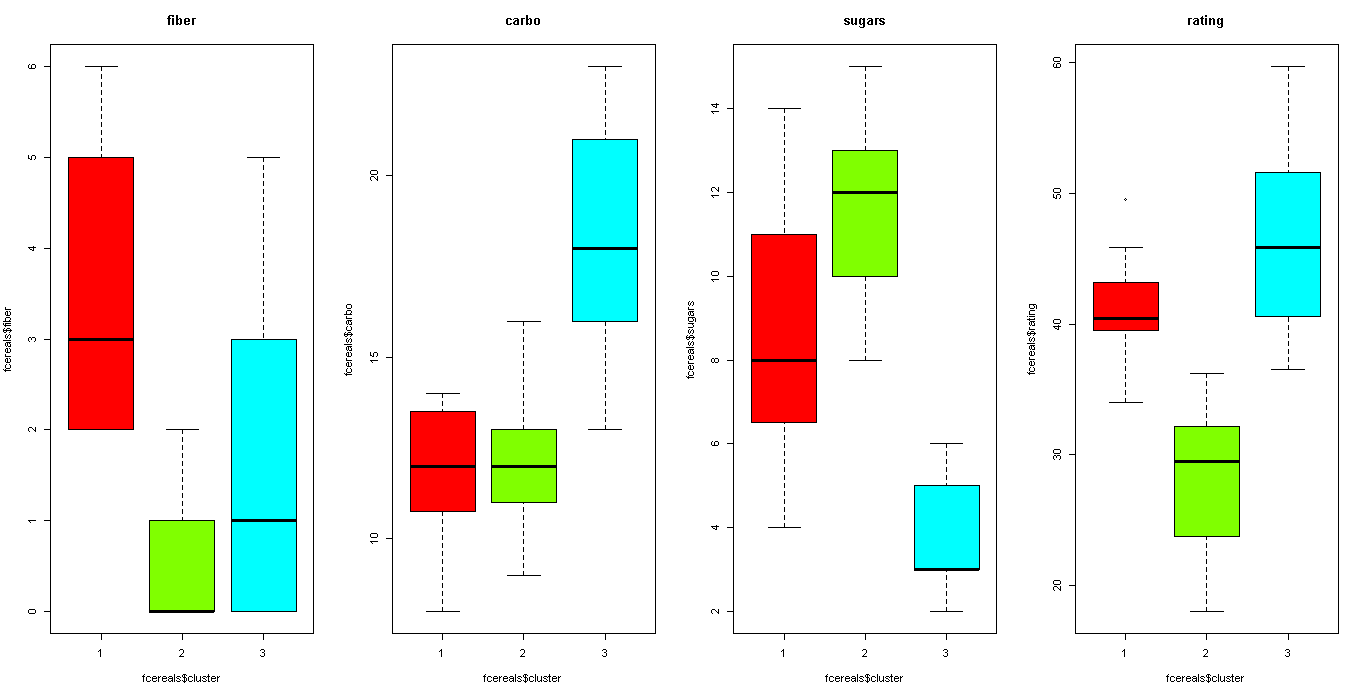 fiber
fcereals$fiber
6
5
4
3
2
1
0
1 2 3
fcereals$cluster
carbo
fcereals$carbo
20
15
10
1 2 3
fcereals$cluster
sugars
fcereals$sugars
14
12
10
8
6
4
2
1 2 3
fcereals$cluster
rating
fcereals$rating
60
50
40
30
20
1 2 3
fcereals$cluster